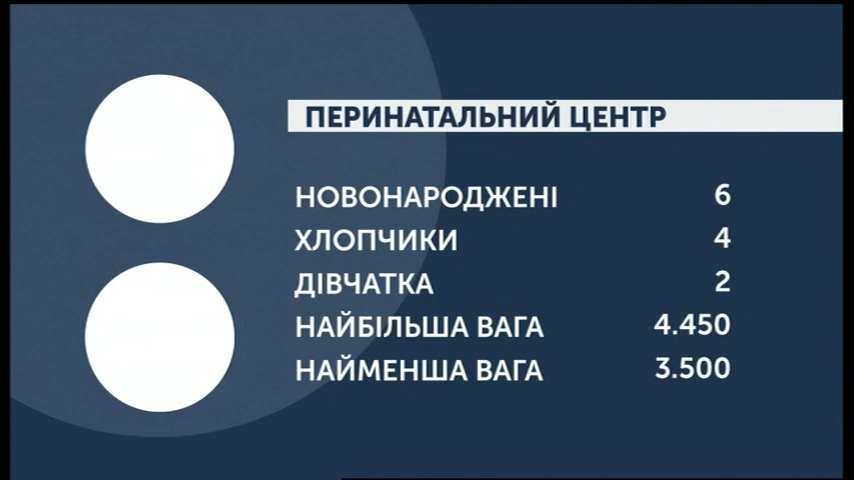 ПЕРИНАТАЛЬНИЙ ЦЕНТР
НОВОНАРОДЖЕНІ 6
ХЛОПЧИКИ 4
ДІВЧАТКА 2
НАЙБІЛЬША ВАГА 4.450
НАЙМЕНША ВАГА 3.500